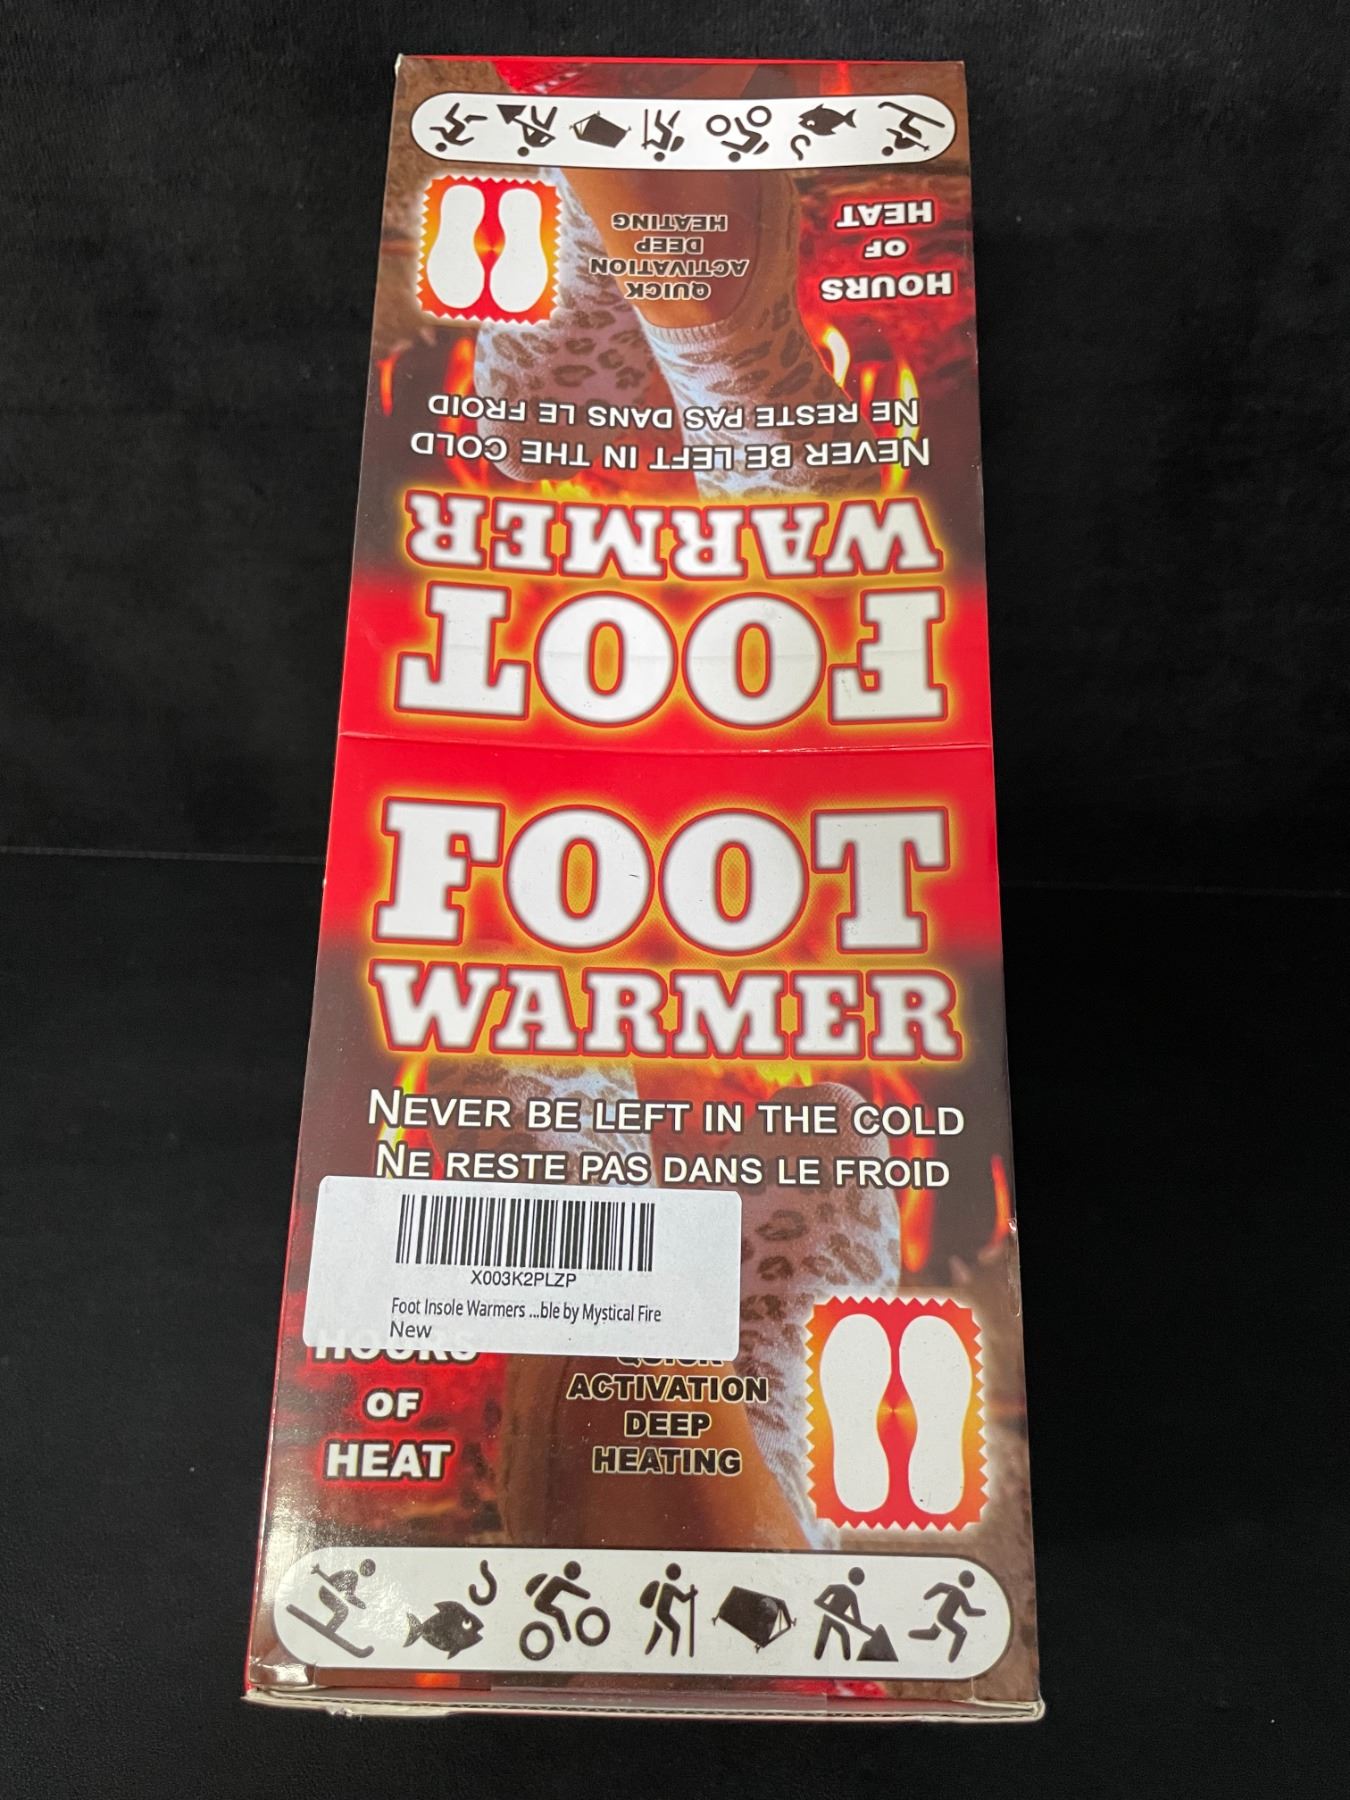 HOURS
OF
HEAT
QUICK
ACTIVATION
DEEP
HEATING
NEVER BE LEFT IN THE COLD
NE RESTE PAS DANS LE FROID
FOOT
WARMER
FOOT
WARMER
NEVER BE LEFT IN THE COLD
NE RESTE PAS DANS LE FROID
X003K2PLZP
Foot Insole Warmers ...ble by Mystical Fire
New
HOURS
OF
HEAT
QUICK
ACTIVATION
DEEP
HEATING